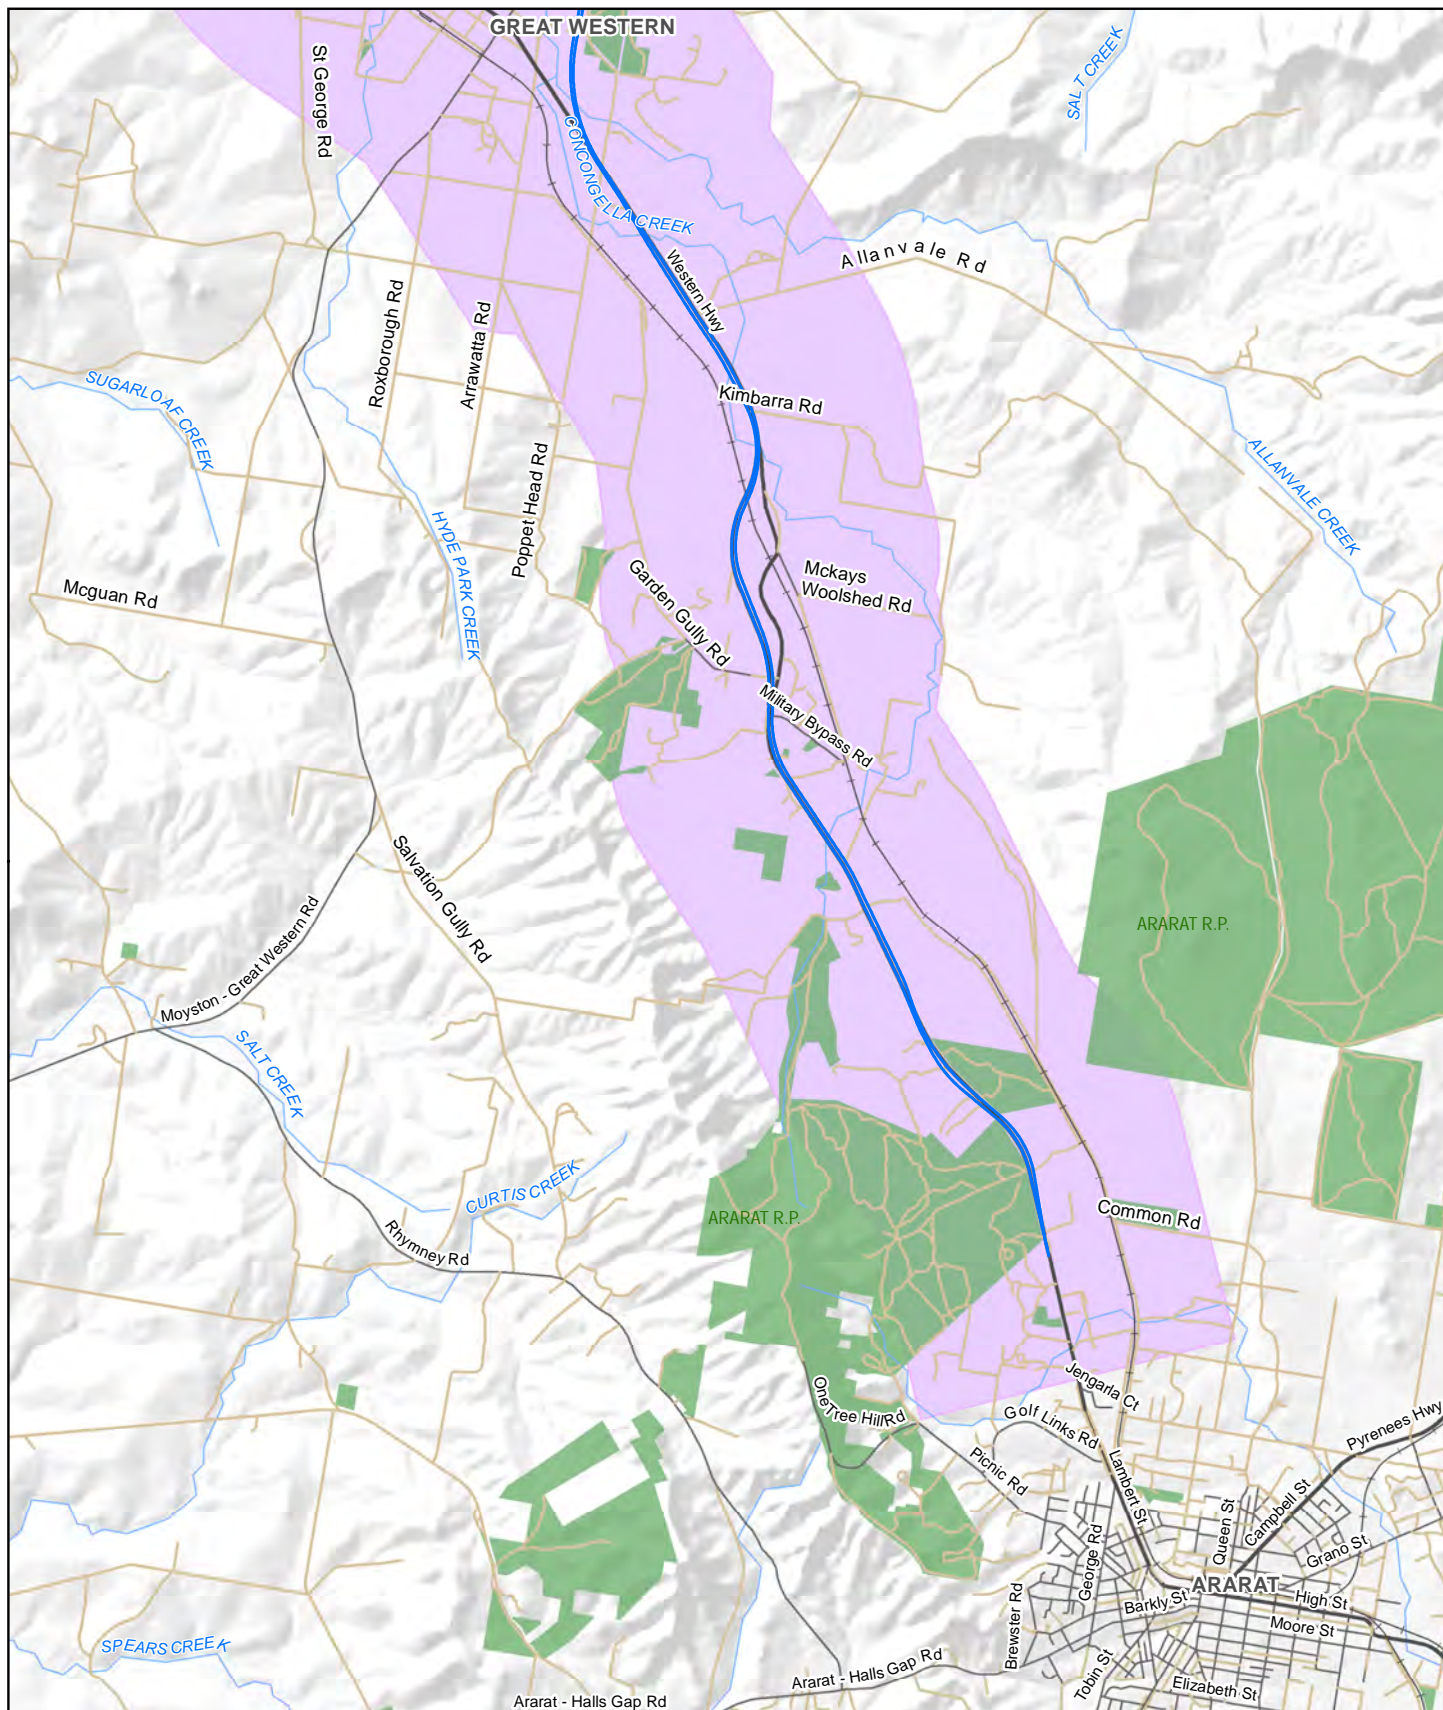 GREAT WESTERN
SALT CREEK
St George Rd
CONCONGELLA CREEK
Allanvale Rd
Western Hwy
Roxborough Rd
Arrawatta Rd
SUGARLOAF CREEK
Kimbarra Rd
Poppet Head Rd
ALLANVALE CREEK
HYDE PARK CREEK
Mckays
Woolshed Rd
Mcguan Rd
Garden Gully Rd
Military Bypass Rd
Salvation Gully Rd
Moyston - Great Western Rd
ARARAT R.P.
SALT CREEK
CURTIS CREEK
ARARAT R.P.
Common Rd
Rhymney Rd
Jengarla Ct
OneTree HillRd
Golf Links Rd
Pyrenees Hwy
Picnic Rd
Lambert St
Queen St
Campbell St
Grano St
George Rd
ARARAT
Barkly St
High St
Moore St
Brewster Rd
SPEARS CREEK
Tobin St
Ararat - Halls Gap Rd
Elizabeth St
Ararat - Halls Gap Rd